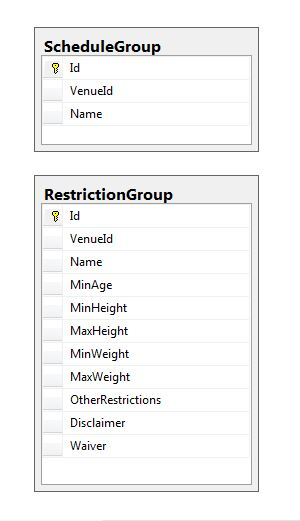 ScheduleGroup
Id
VenueId
Name
RestrictionGroup
Id
VenueId
Name
MinAge
MinHeight
MaxHeight
MinWeight
MaxWeight
OtherRestrictions
Disclaimer
Waiver